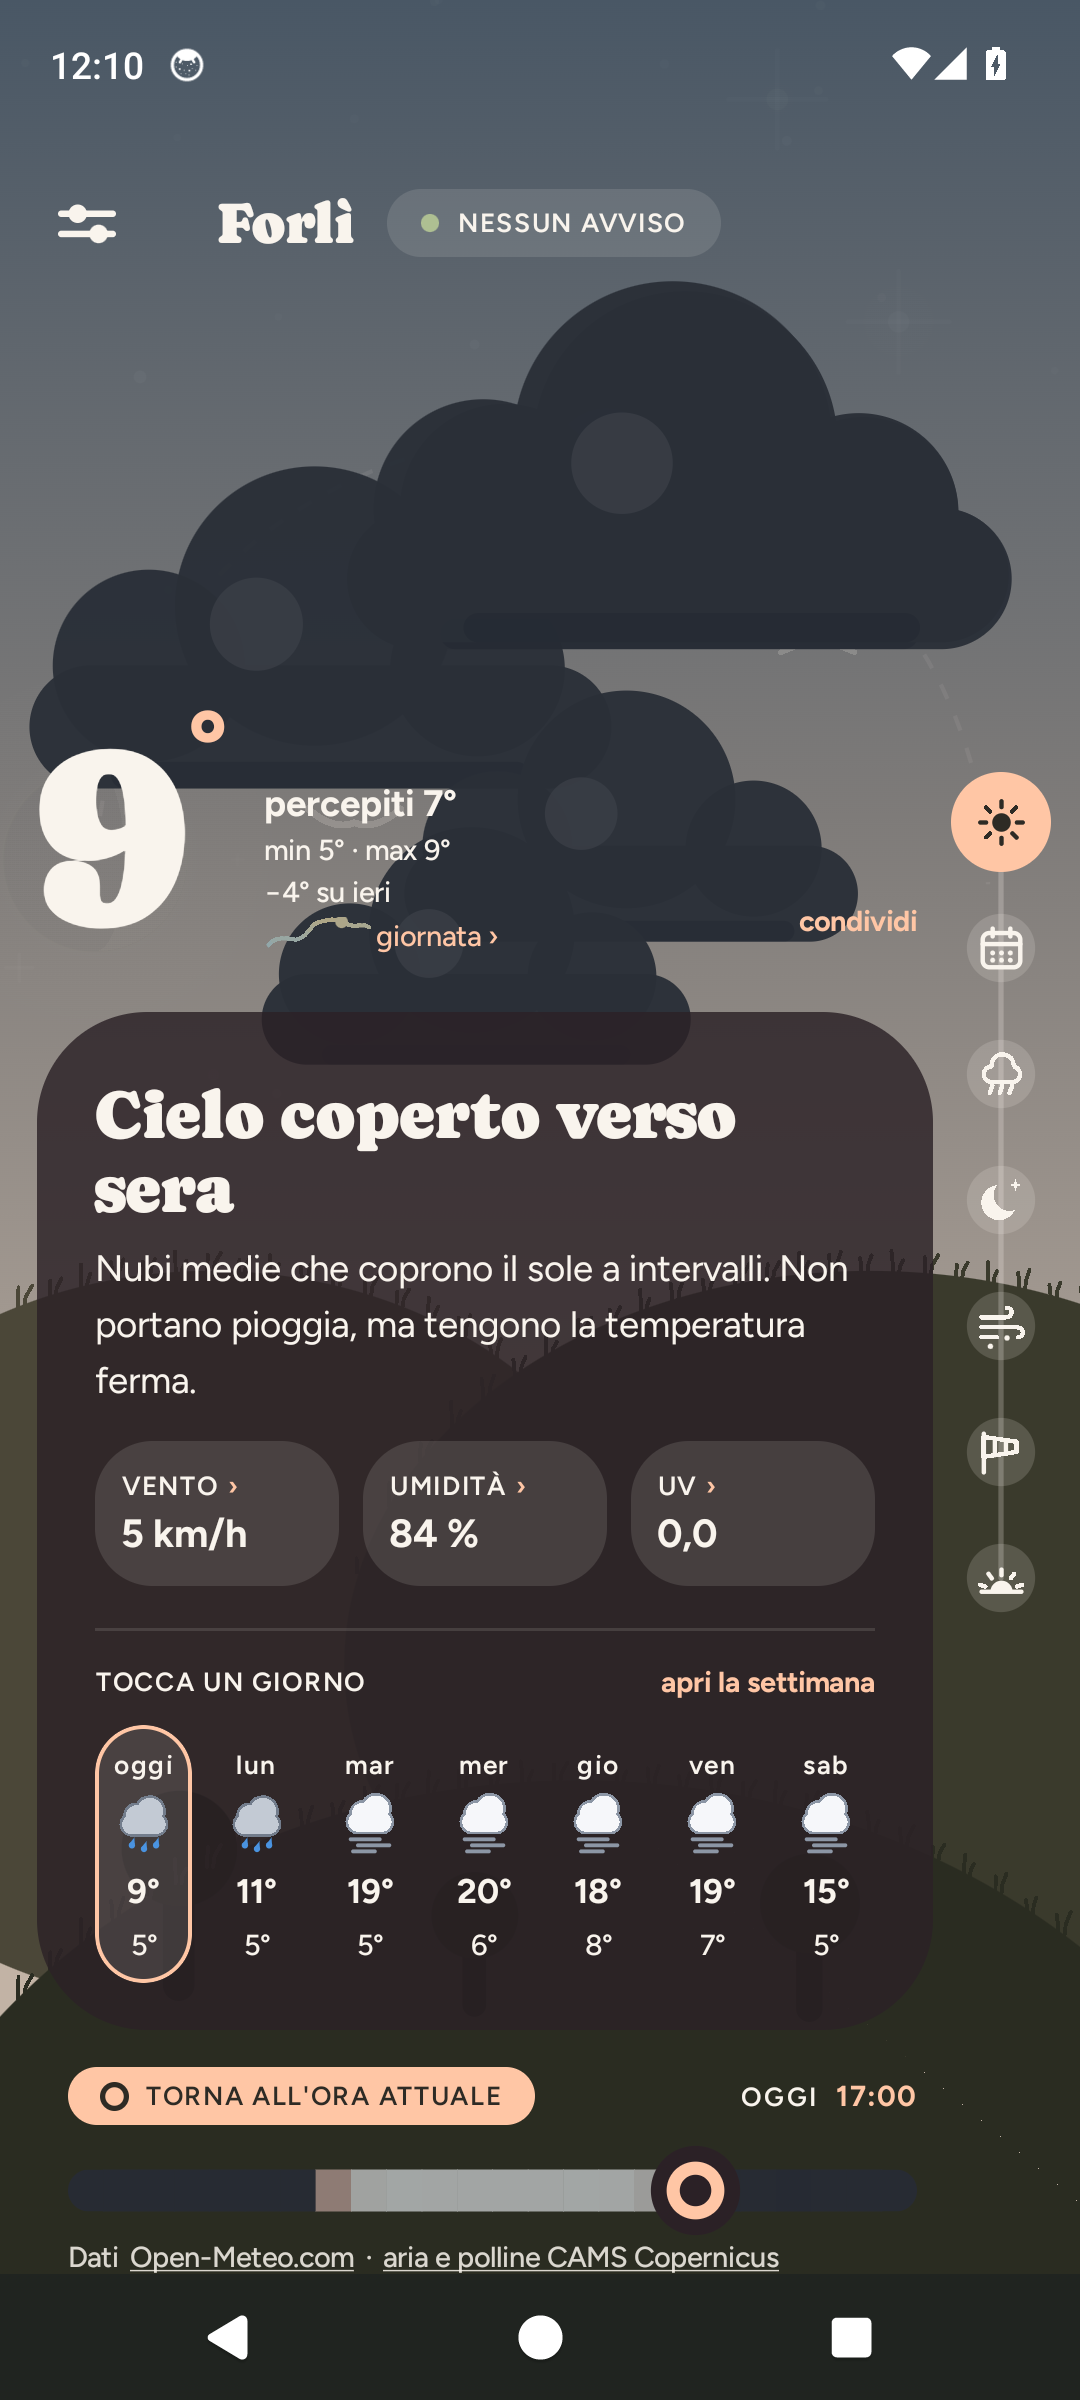 12:10
Forlì NESSUN AVVISO
9°
percepiti 7°
min 5° · max 9°
−4° su ieri
giornata ›
condividi
Cielo coperto verso
sera
Nubi medie che coprono il sole a intervalli. Non
portano pioggia, ma tengono la temperatura
ferma.
VENTO › UMIDITÀ › UV ›
5 km/h 84 % 0,0
TOCCA UN GIORNO apri la settimana
oggi lun mar mer gio ven sab
9° 11° 19° 20° 18° 19° 15°
5° 5° 5° 6° 8° 7° 5°
TORNA ALL'ORA ATTUALE OGGI 17:00
Dati Open-Meteo.com · aria e polline CAMS Copernicus